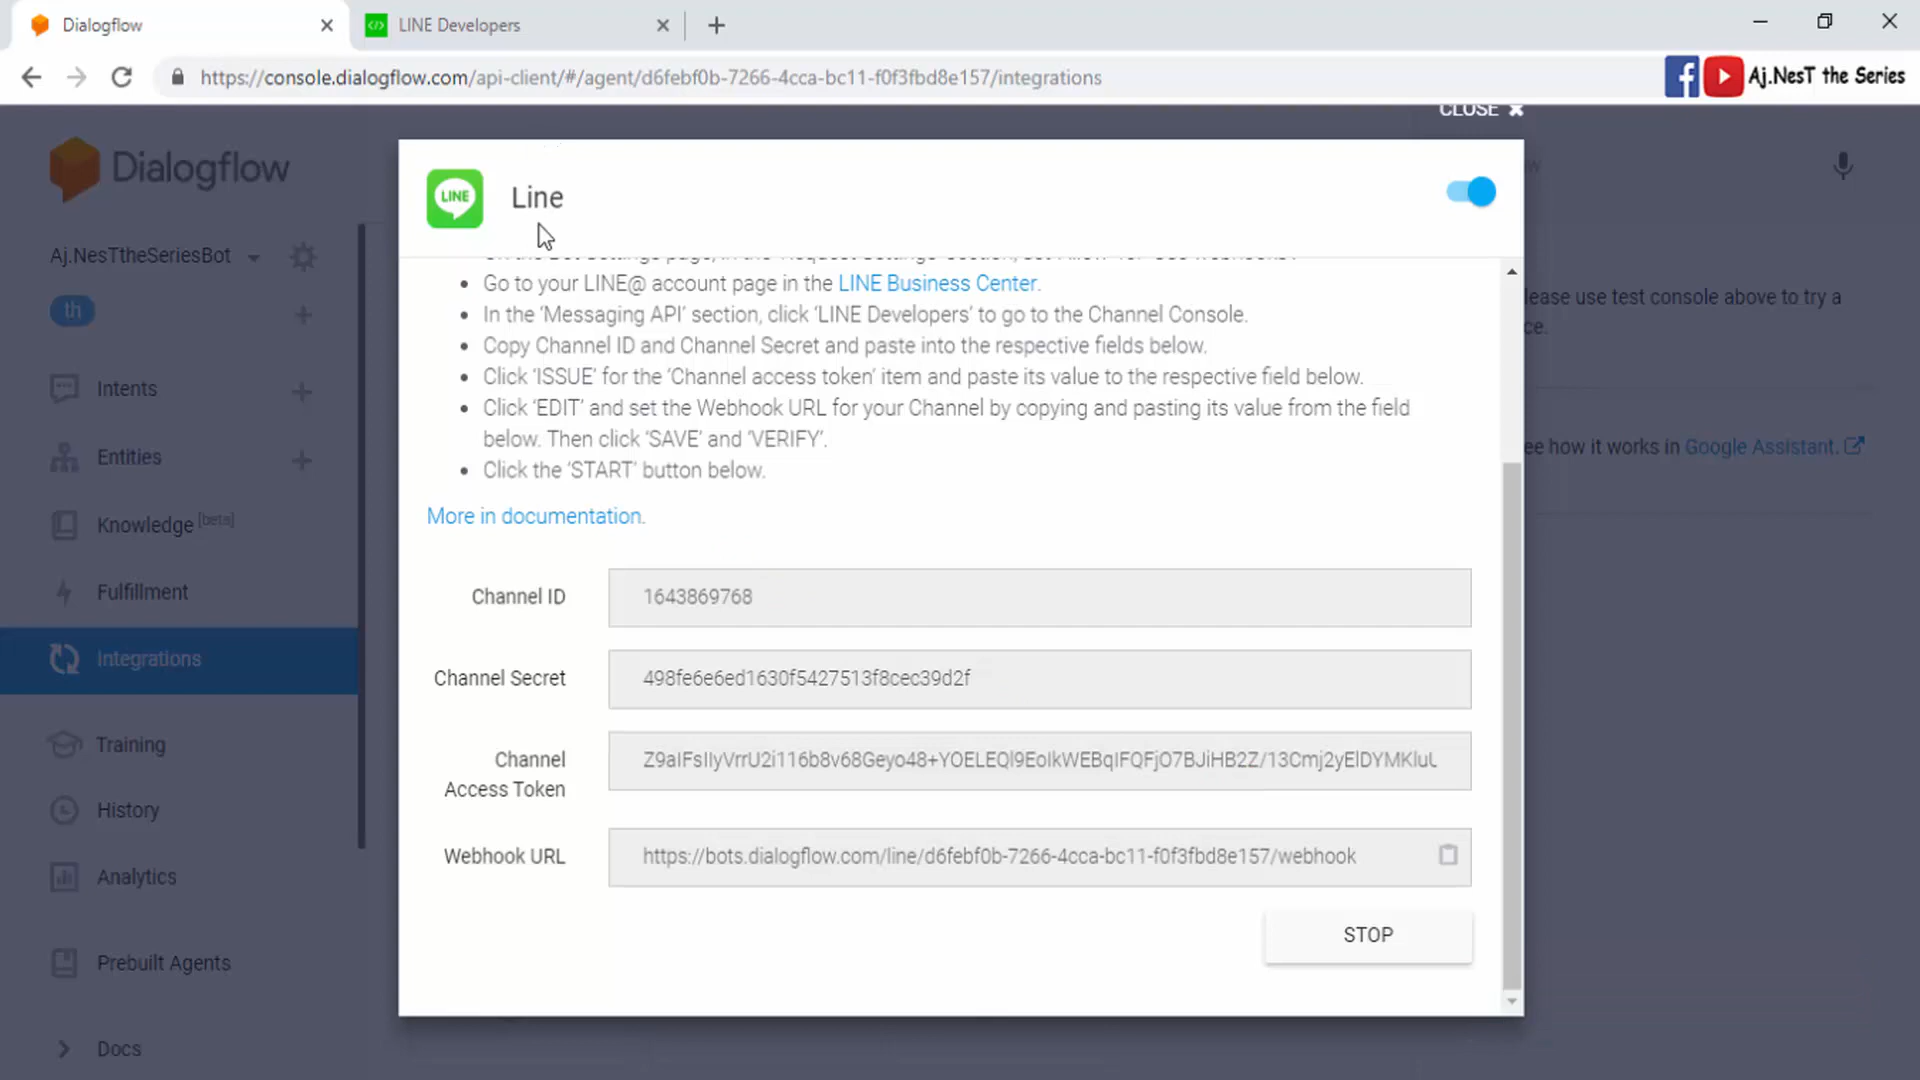 Dialogflow
LINE Developers
https://console.dialogflow.com/api-client/#/agent/d6febf0b-7266-4cca-bc11-f0f3fbd8e157/integrations
Aj.NesT the Series
CLOSE
Dialogflow
LINE
Line
Aj.NesTtheSeriesBot
th
Intents
Entities
Knowledge [beta]
Fulfillment
Integrations
Training
History
Analytics
Prebuilt Agents
Docs
Go to your LINE@ account page in the LINE Business Center.
In the ‘Messaging API’ section, click ‘LINE Developers’ to go to the Channel Console.
Copy Channel ID and Channel Secret and paste into the respective fields below.
Click ‘ISSUE’ for the ‘Channel access token’ item and paste its value to the respective field below.
Click ‘EDIT’ and set the Webhook URL for your Channel by copying and pasting its value from the field
below. Then click ‘SAVE’ and ‘VERIFY’.
Click the ‘START’ button below.
More in documentation.
Channel ID
1643869768
Channel Secret
498fe6e6ed1630f5427513f8cec39d2f
Channel
Access Token
Webhook URL
https://bots.dialogflow.com/line/d6febf0b-7266-4cca-bc11-f0f3fbd8e157/webhook
STOP
lease use test console above to try a
ce.
ee how it works in Google Assistant.